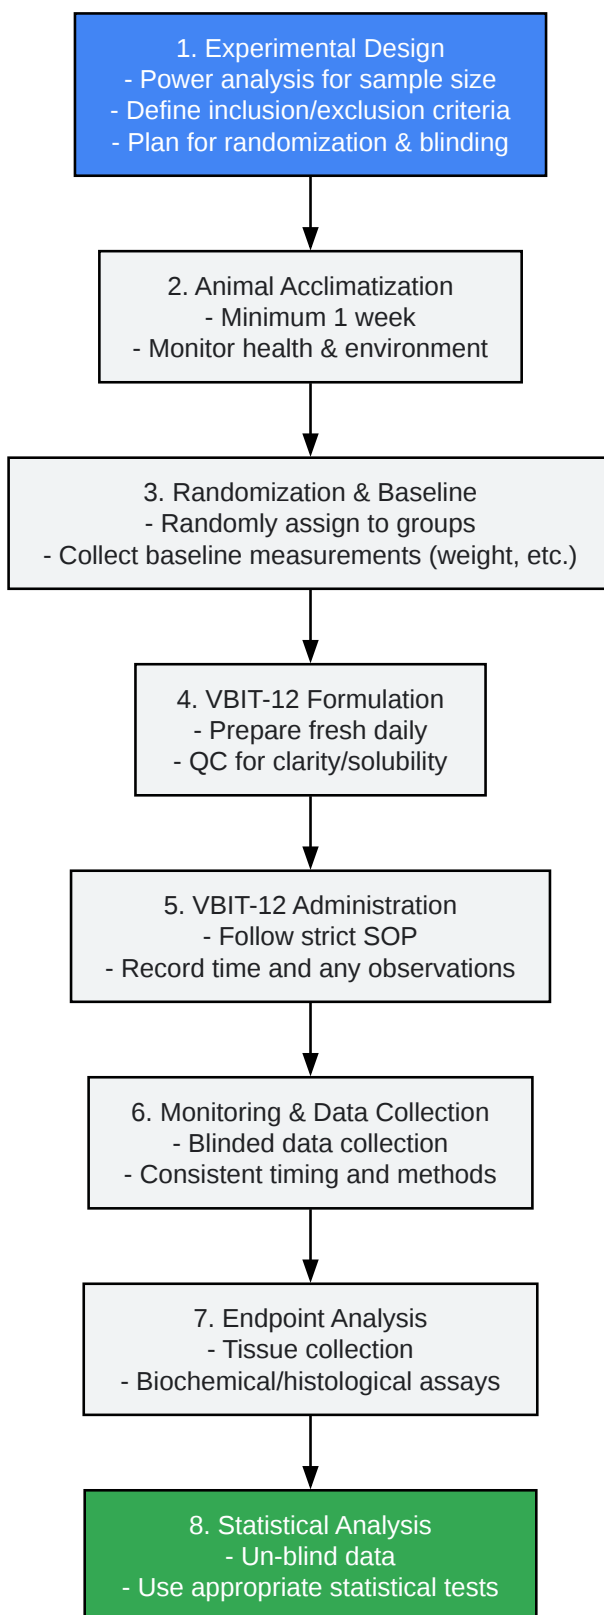 1. Experimental Design
- Power analysis for sample size
- Define inclusion/exclusion criteria
- Plan for randomization & blinding
2. Animal Acclimatization
- Minimum 1 week
- Monitor health & environment
3. Randomization & Baseline
- Randomly assign to groups
- Collect baseline measurements (weight, etc.)
4. VBIT-12 Formulation
- Prepare fresh daily
- QC for clarity/solubility
5. VBIT-12 Administration
- Follow strict SOP
- Record time and any observations
6. Monitoring & Data Collection
- Blinded data collection
- Consistent timing and methods
7. Endpoint Analysis
- Tissue collection
- Biochemical/histological assays
8. Statistical Analysis
- Un-blind data
- Use appropriate statistical tests